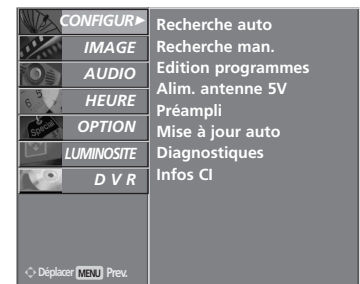 CONFIGUR►
IMAGE
AUDIO
HEURE
OPTION
LUMINOSITE
D V R
Recherche auto
Recherche man.
Edition programmes
Alim. antenne 5V
Préampli
Mise à jour auto
Diagnostiques
Infos CI
Déplacer MENU Prev.